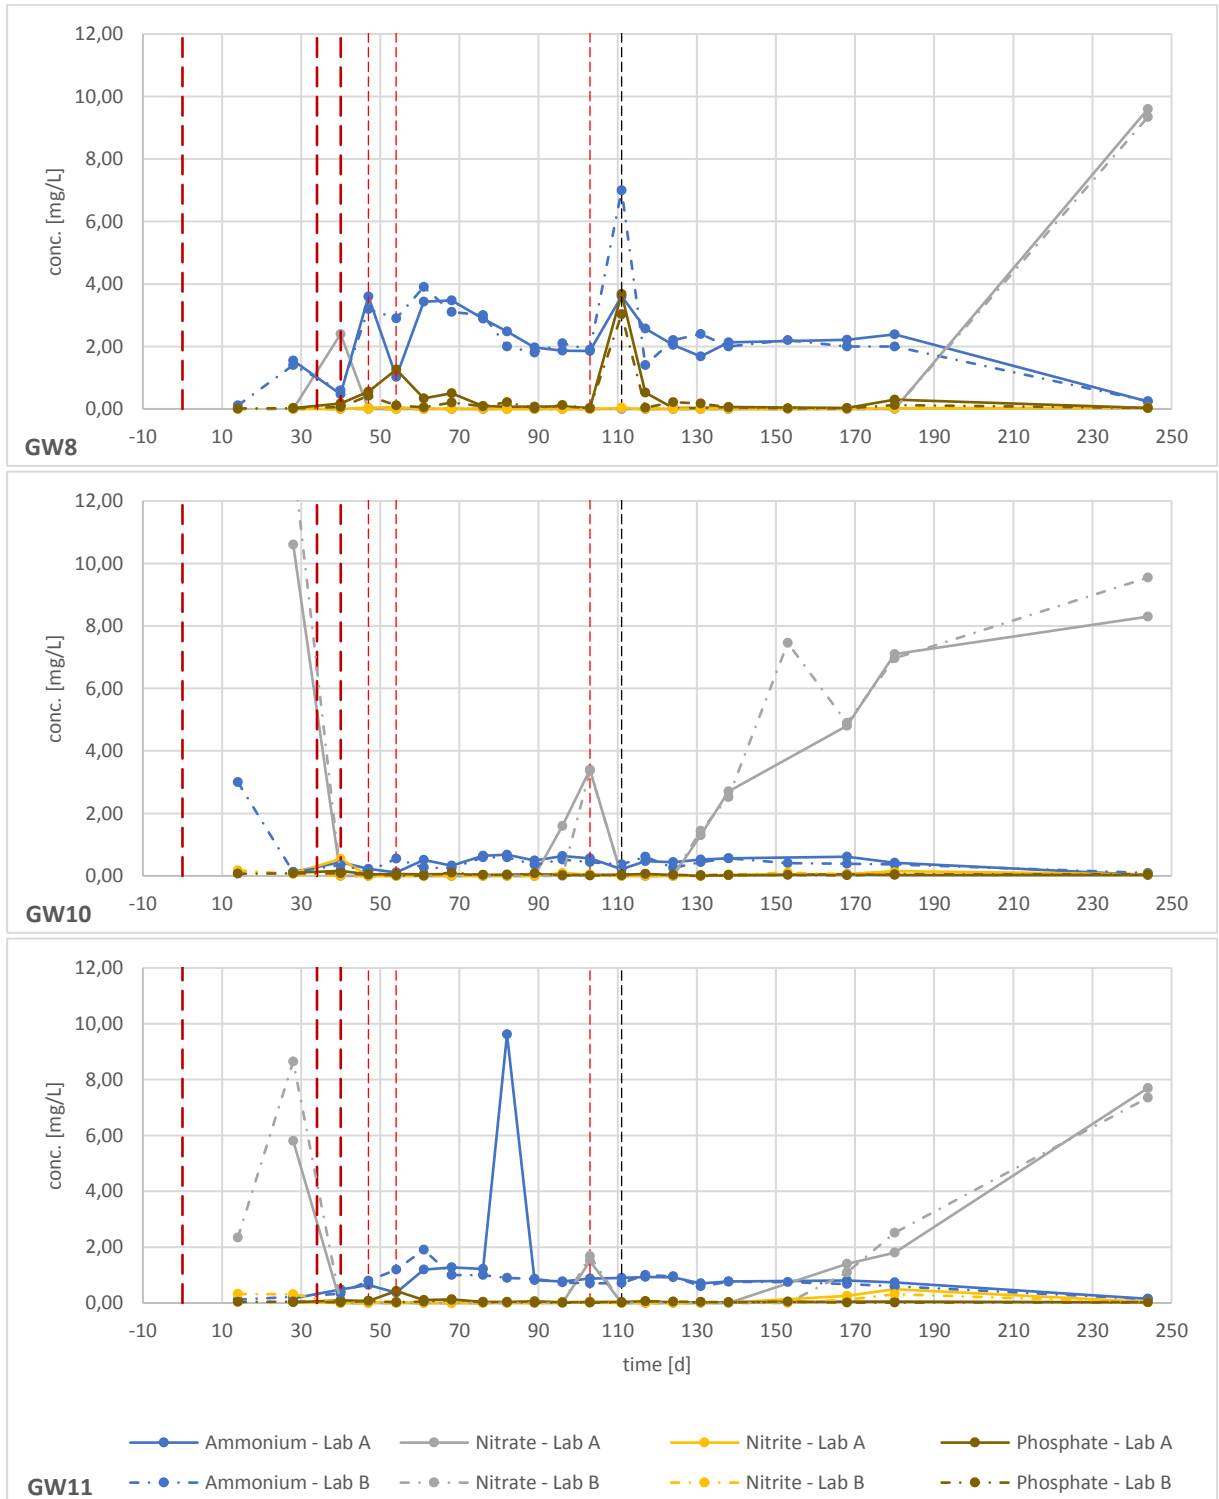 12,00
10,00
8,00
6,00
4,00
2,00
0,00
conc. [mg/L]
-10 10 30 50 70 90 110 130 150 170 190 210 230 250
GW8
12,00
10,00
8,00
6,00
4,00
2,00
0,00
conc. [mg/L]
-10 10 30 50 70 90 110 130 150 170 190 210 230 250
GW10
12,00
10,00
8,00
6,00
4,00
2,00
0,00
conc. [mg/L]
-10 10 30 50 70 90 110 130 150 170 190 210 230 250
time [d]
Ammonium - Lab A Nitrate - Lab A Nitrite - Lab A Phosphate - Lab A
Ammonium - Lab B Nitrate - Lab B Nitrite - Lab B Phosphate - Lab B
GW11